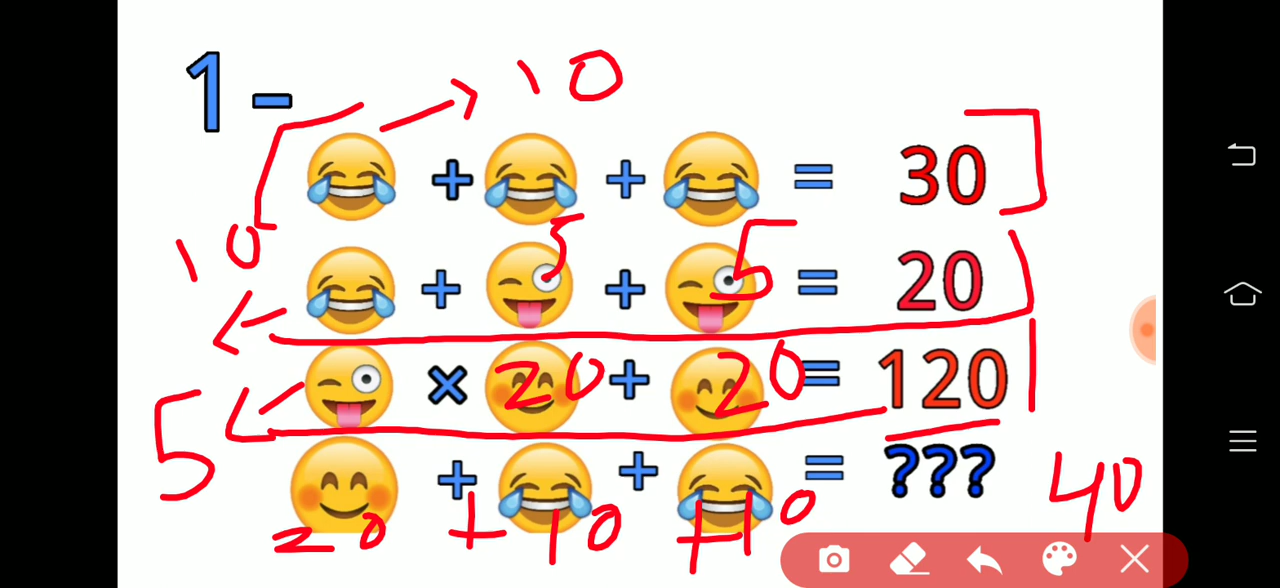 1- 10
😂 + 😂 + 😂 = 30
10 😂 + 😜 5 + 😜 5 = 20
5 😜 × 😊 20 + 😊 20 = 120
😊 + 😂 + 😂 = ??? 40
20 + 10 + 10